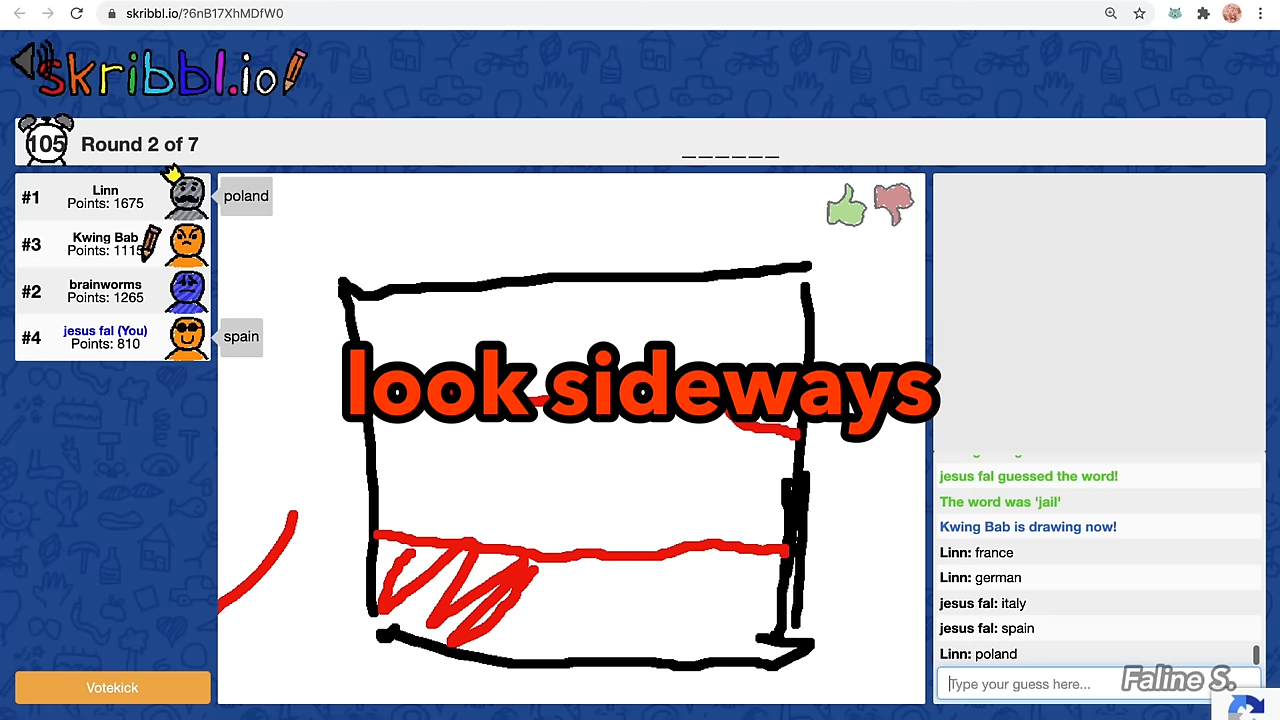 skribbl.io/?6nB17XhMDfW0
skribbl.io!
105
Round 2 of 7
______
#1
Linn
Points: 1675
poland
#3
Kwing Bab
Points: 1115
#2
brainworms
Points: 1265
#4
jesus fal (You)
Points: 810
spain
look sideways
jesus fal guessed the word!
The word was 'jail'
Kwing Bab is drawing now!
Linn: france
Linn: german
jesus fal: italy
jesus fal: spain
Linn: poland
Type your guess here...
Faline S.
Votekick